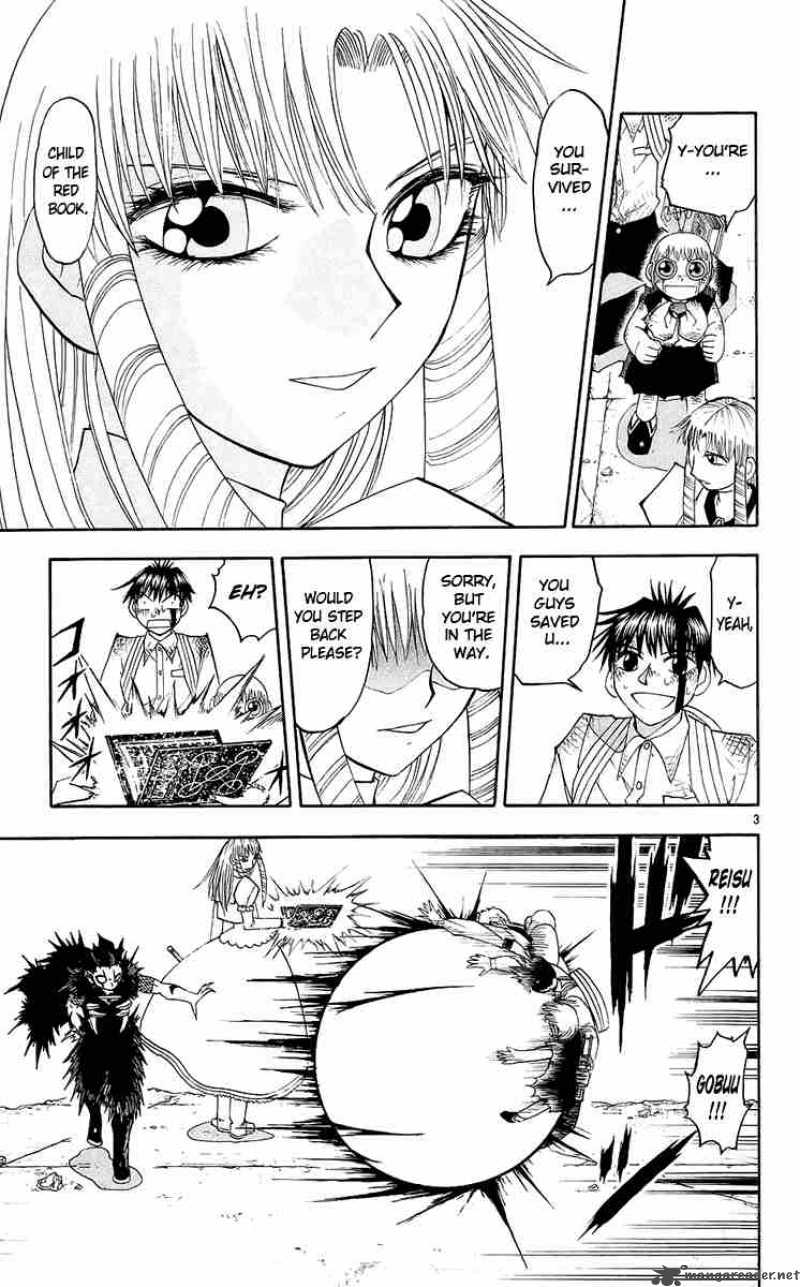 Y-YOU'RE
...
YOU
SUR-
VIVED
...
CHILD
OF THE
RED
BOOK.
Y-
YEAH,
YOU
GUYS
SAVED
U...
SORRY,
BUT
YOU'RE
IN THE
WAY.
WOULD
YOU STEP
BACK
PLEASE?
EH?
3
REISU
!!!
GOBUU
!!!
mangareader.net